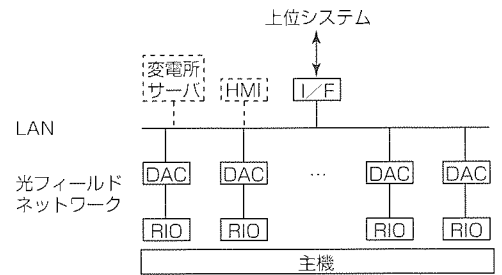 上位システム
変電所
サーバ
HMI
I/F
LAN
DAC DAC … DAC DAC
光フィールド
ネットワーク
RIO RIO RIO RIO
主機